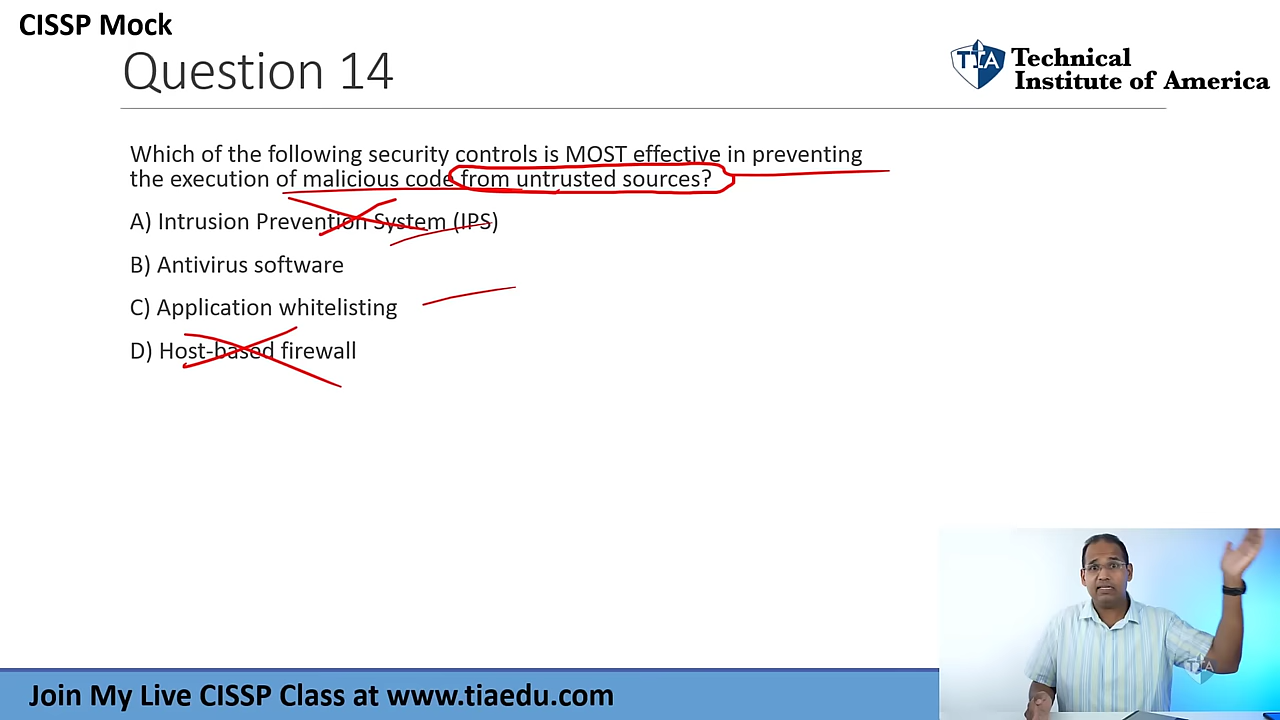 CISSP Mock
Question 14
Technical
Institute of America
TIA
Which of the following security controls is MOST effective in preventing
the execution of malicious code from untrusted sources?
A) Intrusion Prevention System (IPS)
B) Antivirus software
C) Application whitelisting
D) Host-based firewall
TIA
Join My Live CISSP Class at www.tiaedu.com